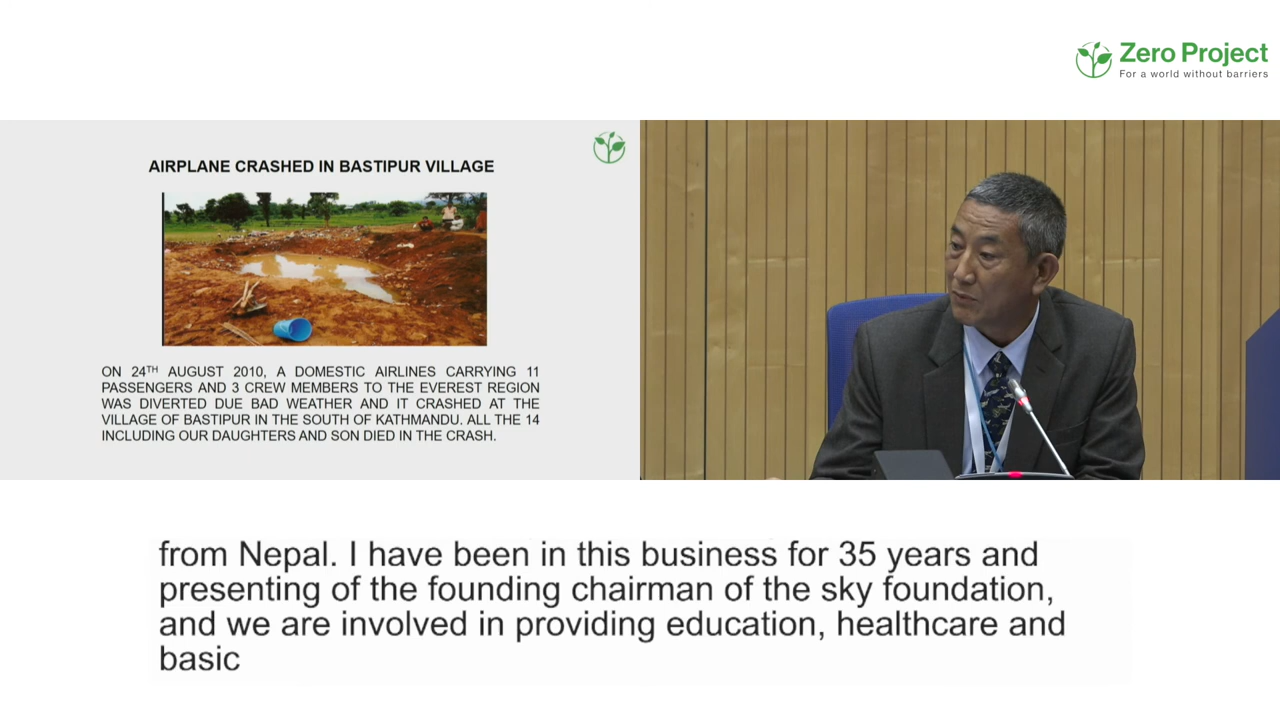 Zero Project
For a world without barriers
AIRPLANE CRASHED IN BASTIPUR VILLAGE
ON 24TH AUGUST 2010, A DOMESTIC AIRLINES CARRYING 11
PASSENGERS AND 3 CREW MEMBERS TO THE EVEREST REGION
WAS DIVERTED DUE BAD WEATHER AND IT CRASHED AT THE
VILLAGE OF BASTIPUR IN THE SOUTH OF KATHMANDU. ALL THE 14
INCLUDING OUR DAUGHTERS AND SON DIED IN THE CRASH.
from Nepal. I have been in this business for 35 years and
presenting of the founding chairman of the sky foundation,
and we are involved in providing education, healthcare and
basic